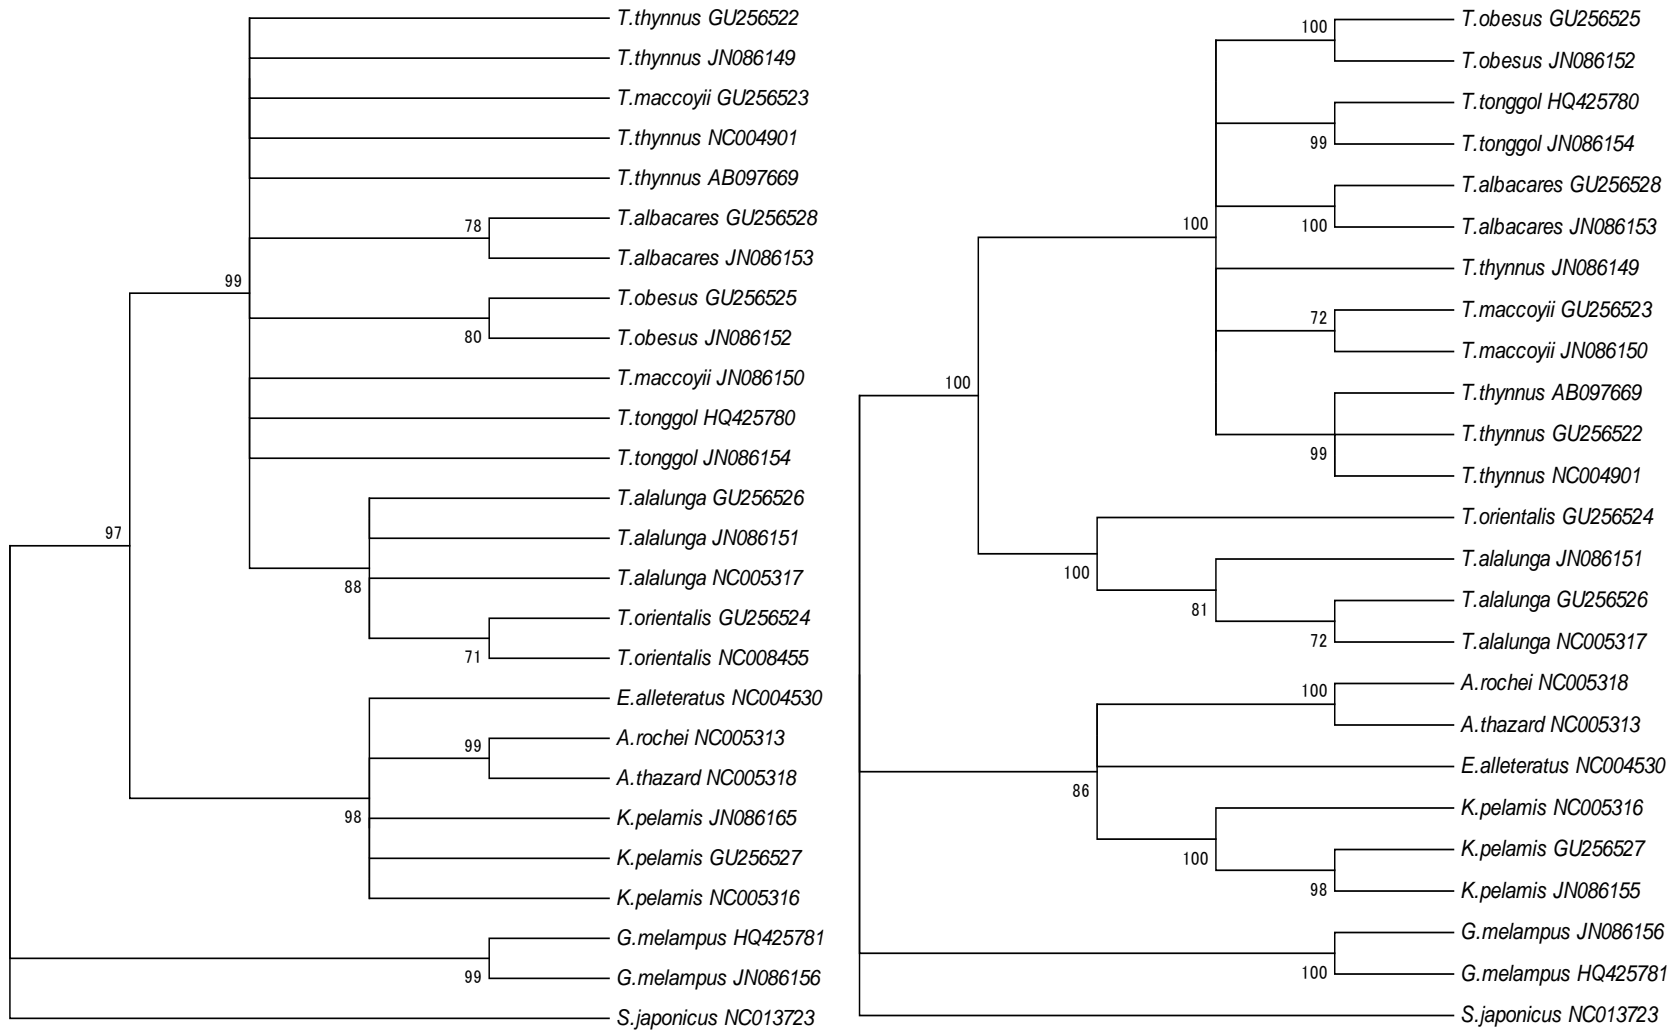 T.thynnus GU256522
T.thynnus JN086149
T.maccoyii GU256523
T.thynnus NC004901
T.thynnus AB097669
78
T.albacares GU256528
T.albacares JN086153
99
T.obesus GU256525
80
T.obesus JN086152
T.maccoyii JN086150
T.tonggol HQ425780
T.tonggol JN086154
T.alalunga GU256526
97
T.alalunga JN086151
T.alalunga NC005317
88
T.orientalis GU256524
71
T.orientalis NC008455
E.alleteratus NC004530
99
A.rochei NC005313
A.thazard NC005318
98
K.pelamis JN086165
K.pelamis GU256527
K.pelamis NC005316
G.melampus HQ425781
99
G.melampus JN086156
S.japonicus NC013723
100
T.obesus GU256525
T.obesus JN086152
T.tonggol HQ425780
99
T.tonggol JN086154
T.albacares GU256528
100
100
T.albacares JN086153
T.thynnus JN086149
72
T.maccoyii GU256523
T.maccoyii JN086150
100
T.thynnus AB097669
T.thynnus GU256522
99
T.thynnus NC004901
T.orientalis GU256524
100
T.alalunga JN086151
81
T.alalunga GU256526
72
T.alalunga NC005317
100
A.rochei NC005318
A.thazard NC005313
E.alleteratus NC004530
86
K.pelamis NC005316
100
K.pelamis GU256527
98
K.pelamis JN086155
G.melampus JN086156
100
G.melampus HQ425781
S.japonicus NC013723